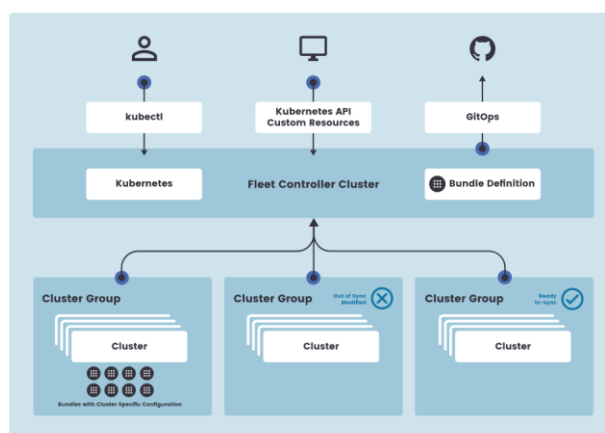 kubectl
Kubernetes API
Custom Resources
GitOps
Kubernetes
Fleet Controller Cluster
Bundle Definition
Cluster Group
Cluster
Bundles with Cluster Specific Configuration
Cluster Group
Out of Sync
Modified
Cluster
Cluster Group
Ready
In-sync
Cluster